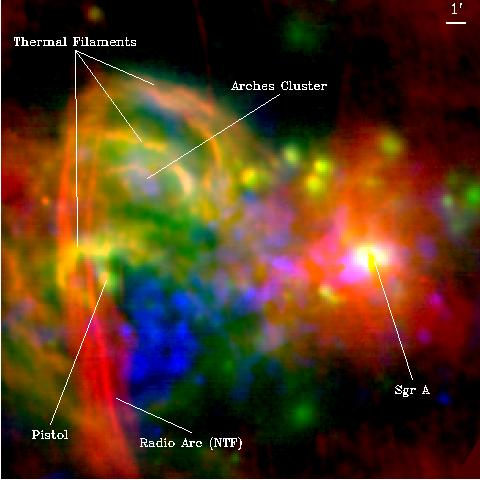 1'
Thermal Filaments
Arches Cluster
Sgr A
Pistol
Radio Arc (NTF)